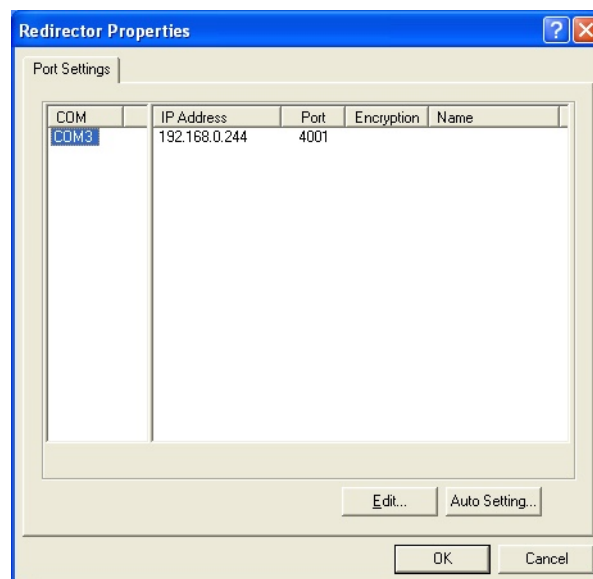 Redirector Properties
Port Settings
COM IP Address Port Encryption Name
COM3 192.168.0.244 4001
Edit... Auto Setting...
OK Cancel